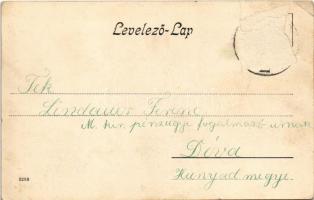 Levelező-Lap
Tek
Lindauer Ferenc
M. kir. pénzügyi fogalmazó urnak
Déva
Hunyad megye.